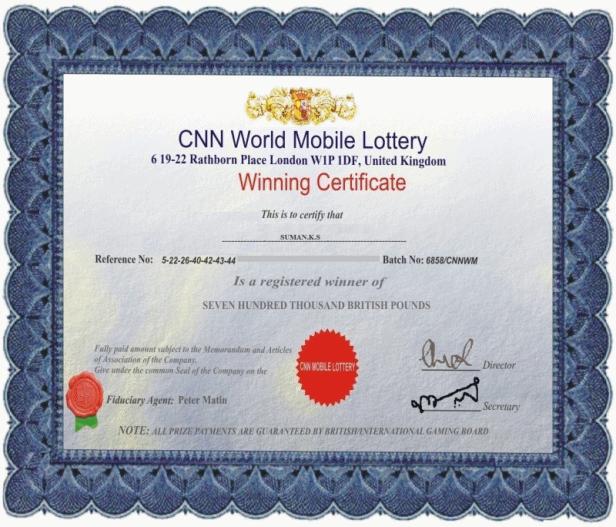 CNN World Mobile Lottery
6 19-22 Rathborn Place London W1P 1DF, United Kingdom
Winning Certificate
This is to certify that
SUMAN.K.S
Reference No: 5-22-26-40-42-43-44 Batch No: 6858/CNNWM
Is a registered winner of
SEVEN HUNDRED THOUSAND BRITISH POUNDS
Fully paid amount subject to the Memorandum and Articles
of Association of the Company.
Give under the common Seal of the Company on the
CNN MOBILE LOTTERY
Director
Fiduciary Agent: Peter Matin
Secretary
NOTE: ALL PRIZE PAYMENTS ARE GUARANTEED BY BRITISH/INTERNATIONAL GAMING BOARD